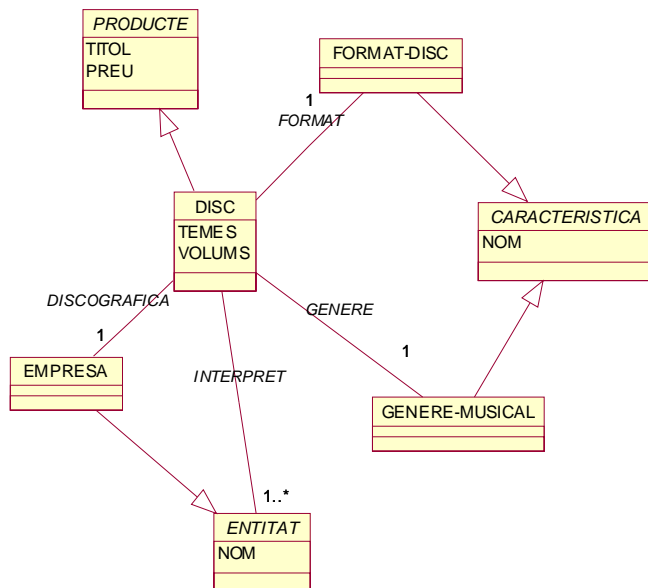 PRODUCTE
TITOL
PREU
FORMAT-DISC
1
FORMAT
DISC
TEMES
VOLUMS
CARACTERISTICA
NOM
DISCOGRAFICA
1
GENERE
1
EMPRESA
INTERPRET
GENERE-MUSICAL
1..*
ENTITAT
NOM